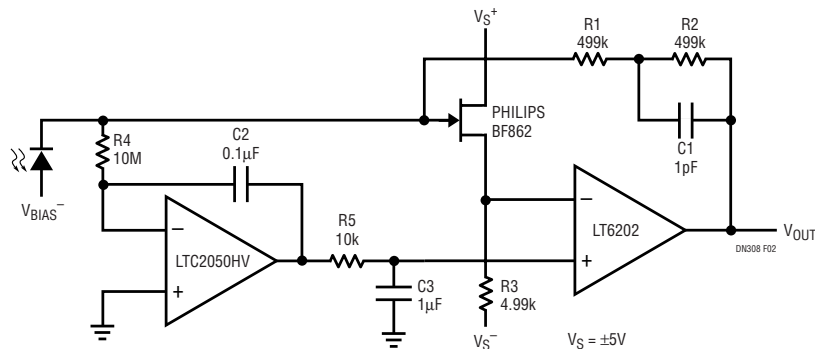 VS+
R1
499k
R2
499k
PHILIPS
BF862
C1
1pF
R4
10M
C2
0.1µF
VBIAS–
–
LTC2050HV
+
R5
10k
C3
1µF
–
LT6202
+
R3
4.99k
VS–
VS = ±5V
VOUT
DN308 F02